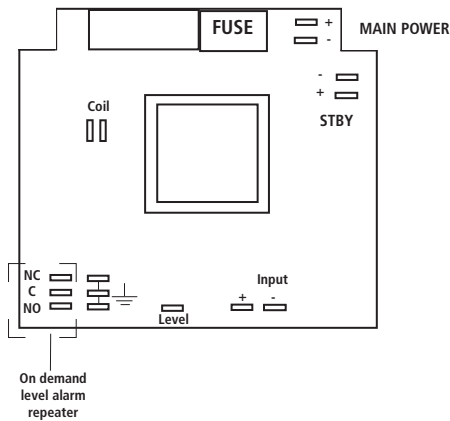 FUSE
+
-
MAIN POWER
-
+
STBY
Coil
NC
C
NO
Level
Input
+ -
On demand
level alarm
repeater